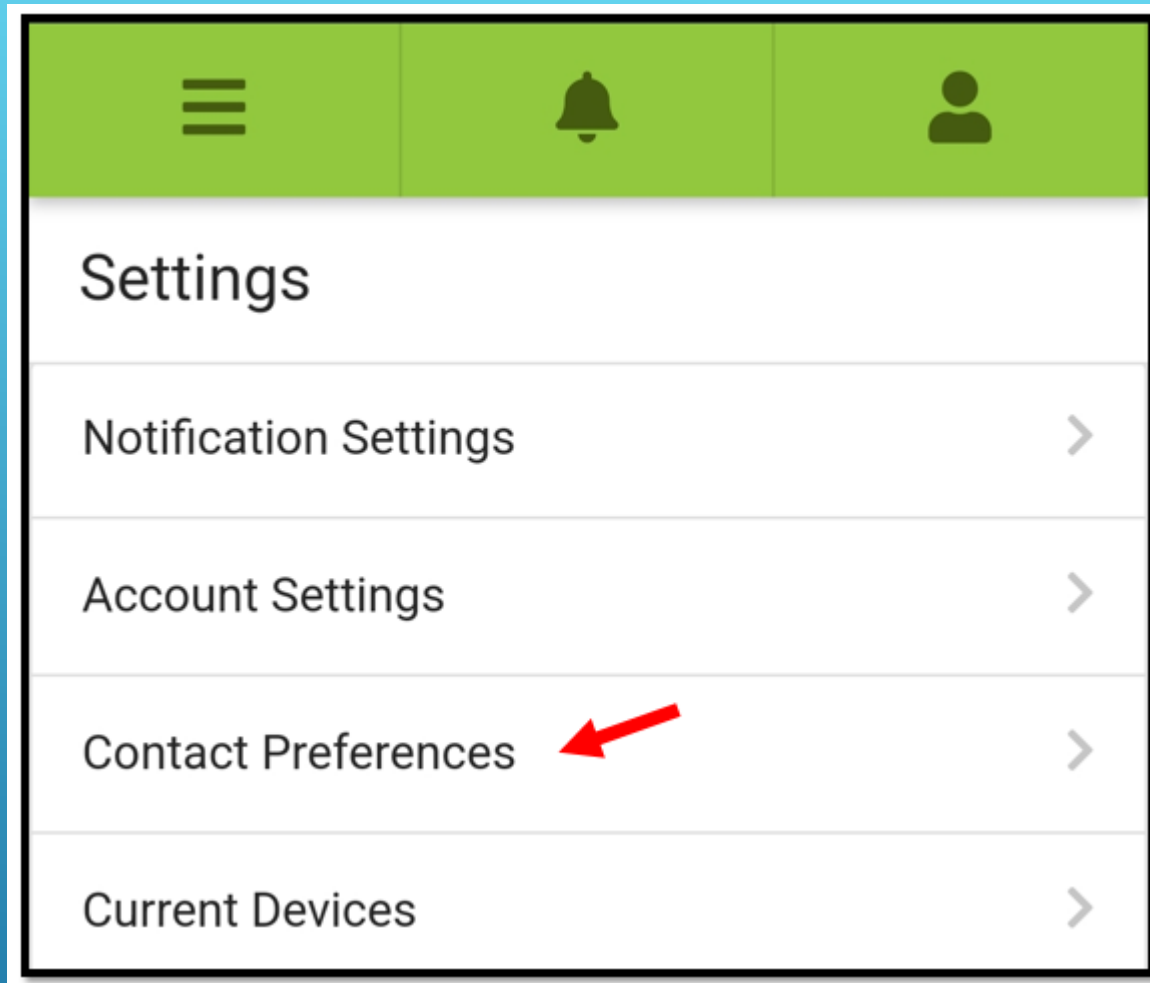 Settings
Notification Settings
Account Settings
Contact Preferences
Current Devices